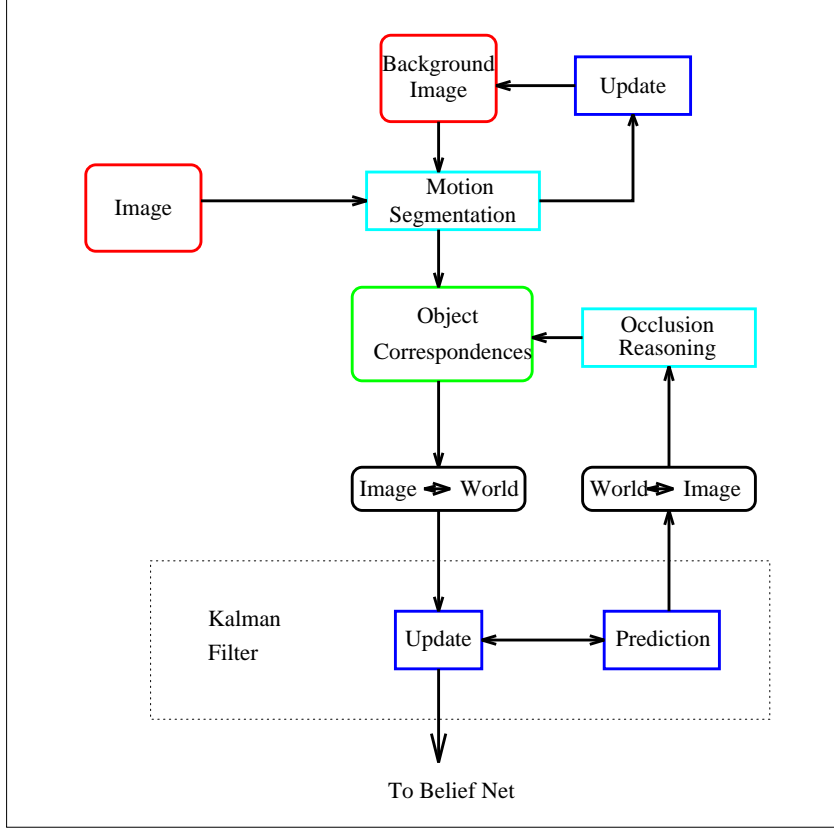 Background
Image
Update
Image
Motion
Segmentation
Object
Correspondences
Occlusion
Reasoning
Image World
World Image
Kalman
Filter
Update
Prediction
To Belief Net